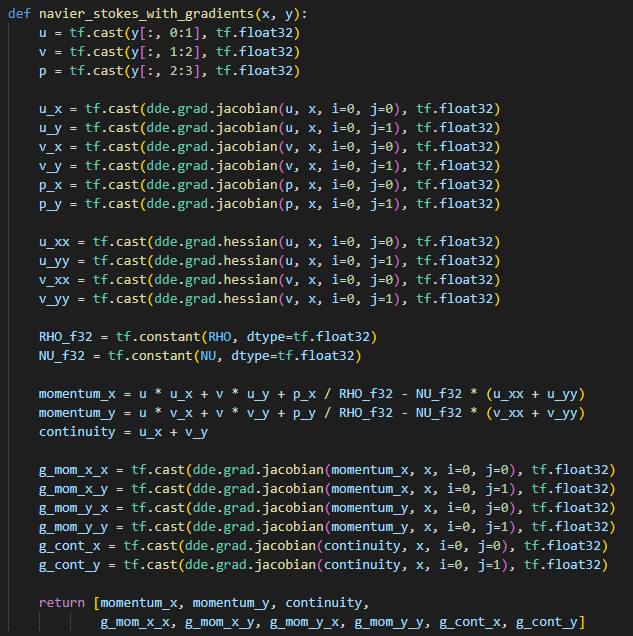 def navier_stokes_with_gradients(x, y):
    u = tf.cast(y[:, 0:1], tf.float32)
    v = tf.cast(y[:, 1:2], tf.float32)
    p = tf.cast(y[:, 2:3], tf.float32)

    u_x = tf.cast(dde.grad.jacobian(u, x, i=0, j=0), tf.float32)
    u_y = tf.cast(dde.grad.jacobian(u, x, i=0, j=1), tf.float32)
    v_x = tf.cast(dde.grad.jacobian(v, x, i=0, j=0), tf.float32)
    v_y = tf.cast(dde.grad.jacobian(v, x, i=0, j=1), tf.float32)
    p_x = tf.cast(dde.grad.jacobian(p, x, i=0, j=0), tf.float32)
    p_y = tf.cast(dde.grad.jacobian(p, x, i=0, j=1), tf.float32)

    u_xx = tf.cast(dde.grad.hessian(u, x, i=0, j=0), tf.float32)
    u_yy = tf.cast(dde.grad.hessian(u, x, i=0, j=1), tf.float32)
    v_xx = tf.cast(dde.grad.hessian(v, x, i=0, j=0), tf.float32)
    v_yy = tf.cast(dde.grad.hessian(v, x, i=0, j=1), tf.float32)

    RHO_f32 = tf.constant(RHO, dtype=tf.float32)
    NU_f32 = tf.constant(NU, dtype=tf.float32)

    momentum_x = u * u_x + v * u_y + p_x / RHO_f32 - NU_f32 * (u_xx + u_yy)
    momentum_y = u * v_x + v * v_y + p_y / RHO_f32 - NU_f32 * (v_xx + v_yy)
    continuity = u_x + v_y

    g_mom_x_x = tf.cast(dde.grad.jacobian(momentum_x, x, i=0, j=0), tf.float32)
    g_mom_x_y = tf.cast(dde.grad.jacobian(momentum_x, x, i=0, j=1), tf.float32)
    g_mom_y_x = tf.cast(dde.grad.jacobian(momentum_y, x, i=0, j=0), tf.float32)
    g_mom_y_y = tf.cast(dde.grad.jacobian(momentum_y, x, i=0, j=1), tf.float32)
    g_cont_x = tf.cast(dde.grad.jacobian(continuity, x, i=0, j=0), tf.float32)
    g_cont_y = tf.cast(dde.grad.jacobian(continuity, x, i=0, j=1), tf.float32)

    return [momentum_x, momentum_y, continuity,
            g_mom_x_x, g_mom_x_y, g_mom_y_x, g_mom_y_y, g_cont_x, g_cont_y]